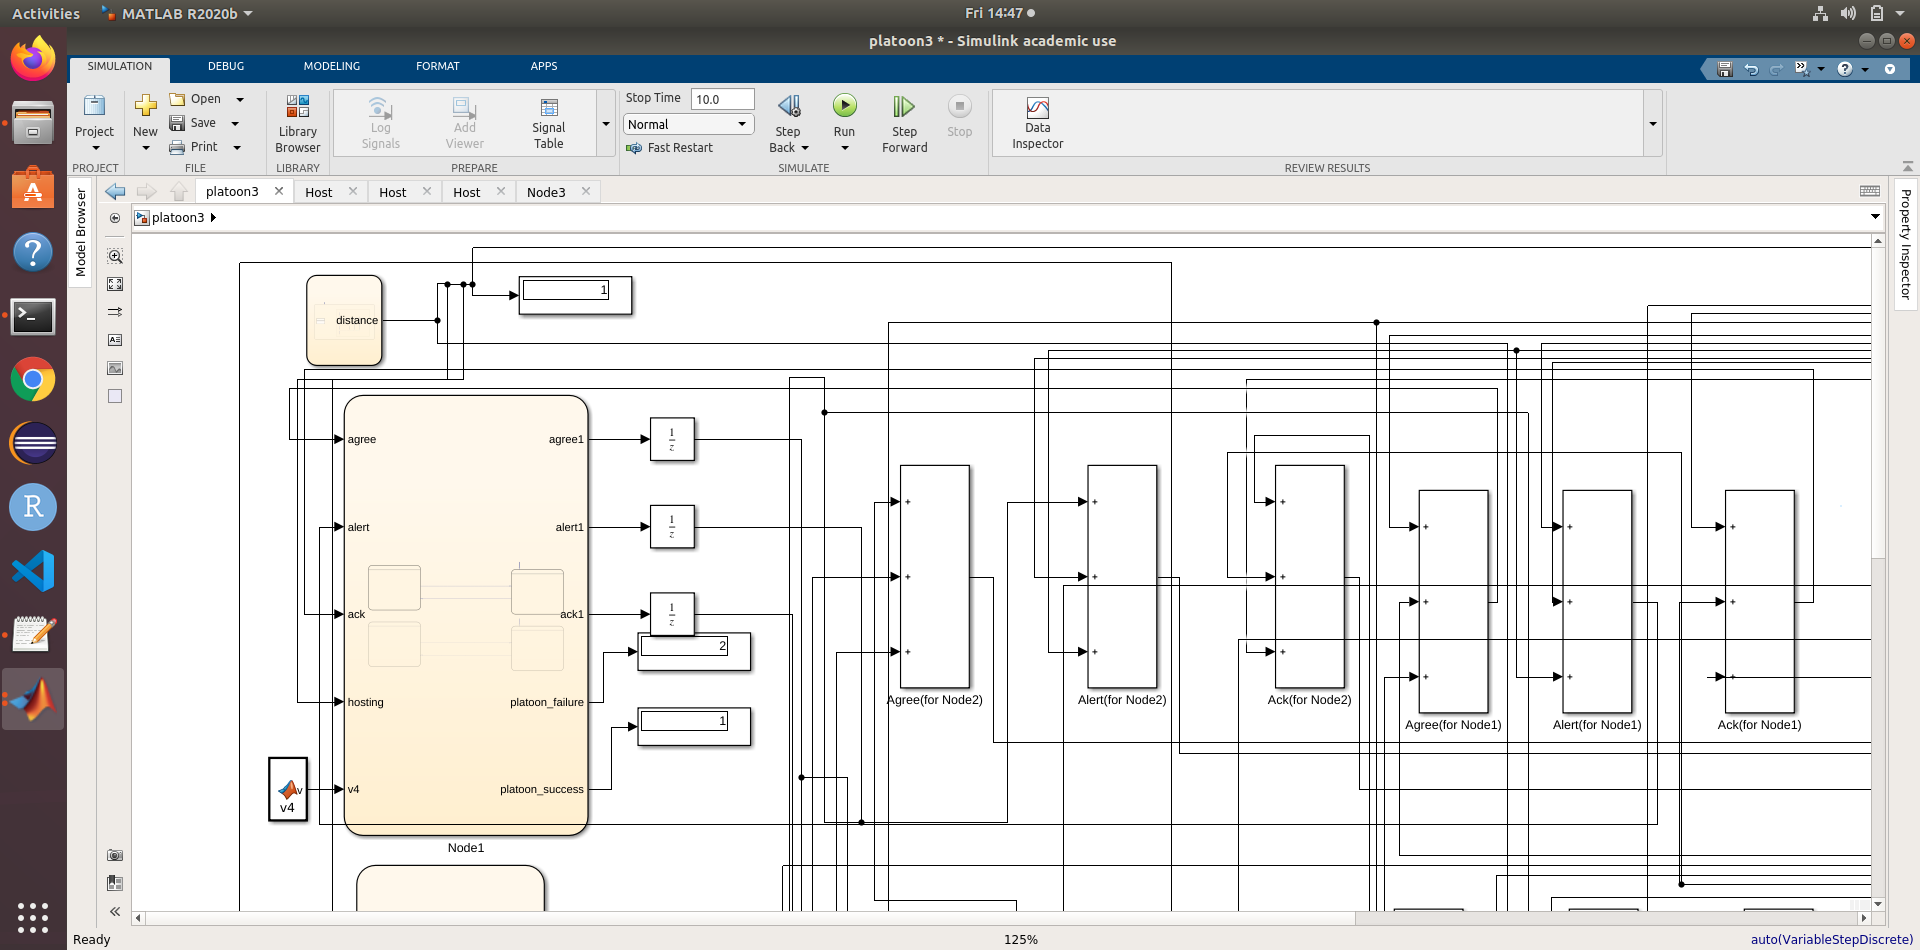 Activities
MATLAB R2020b
Fri 14:47
platoon3 * - Simulink academic use
SIMULATION
DEBUG
MODELING
FORMAT
APPS
Project
New
Open
Save
Print
Library
Browser
Log
Signals
Add
Viewer
Signal
Table
Stop Time
10.0
Normal
Fast Restart
Step
Back
Run
Step
Forward
Stop
Data
Inspector
PROJECT
FILE
LIBRARY
PREPARE
SIMULATE
REVIEW RESULTS
Model Browser
platoon3
Host
Host
Host
Node3
Property Inspector
platoon3
1
distance
agree
alert
ack
hosting
v4
agree1
alert1
ack1
platoon_failure
platoon_success
Node1
v
v4
1
z
1
z
1
z
2
1
+
+
+
Agree(for Node2)
+
+
+
Alert(for Node2)
+
+
+
Ack(for Node2)
+
+
+
Agree(for Node1)
+
+
+
Alert(for Node1)
+
+
+
Ack(for Node1)
Ready
125%
auto(VariableStepDiscrete)